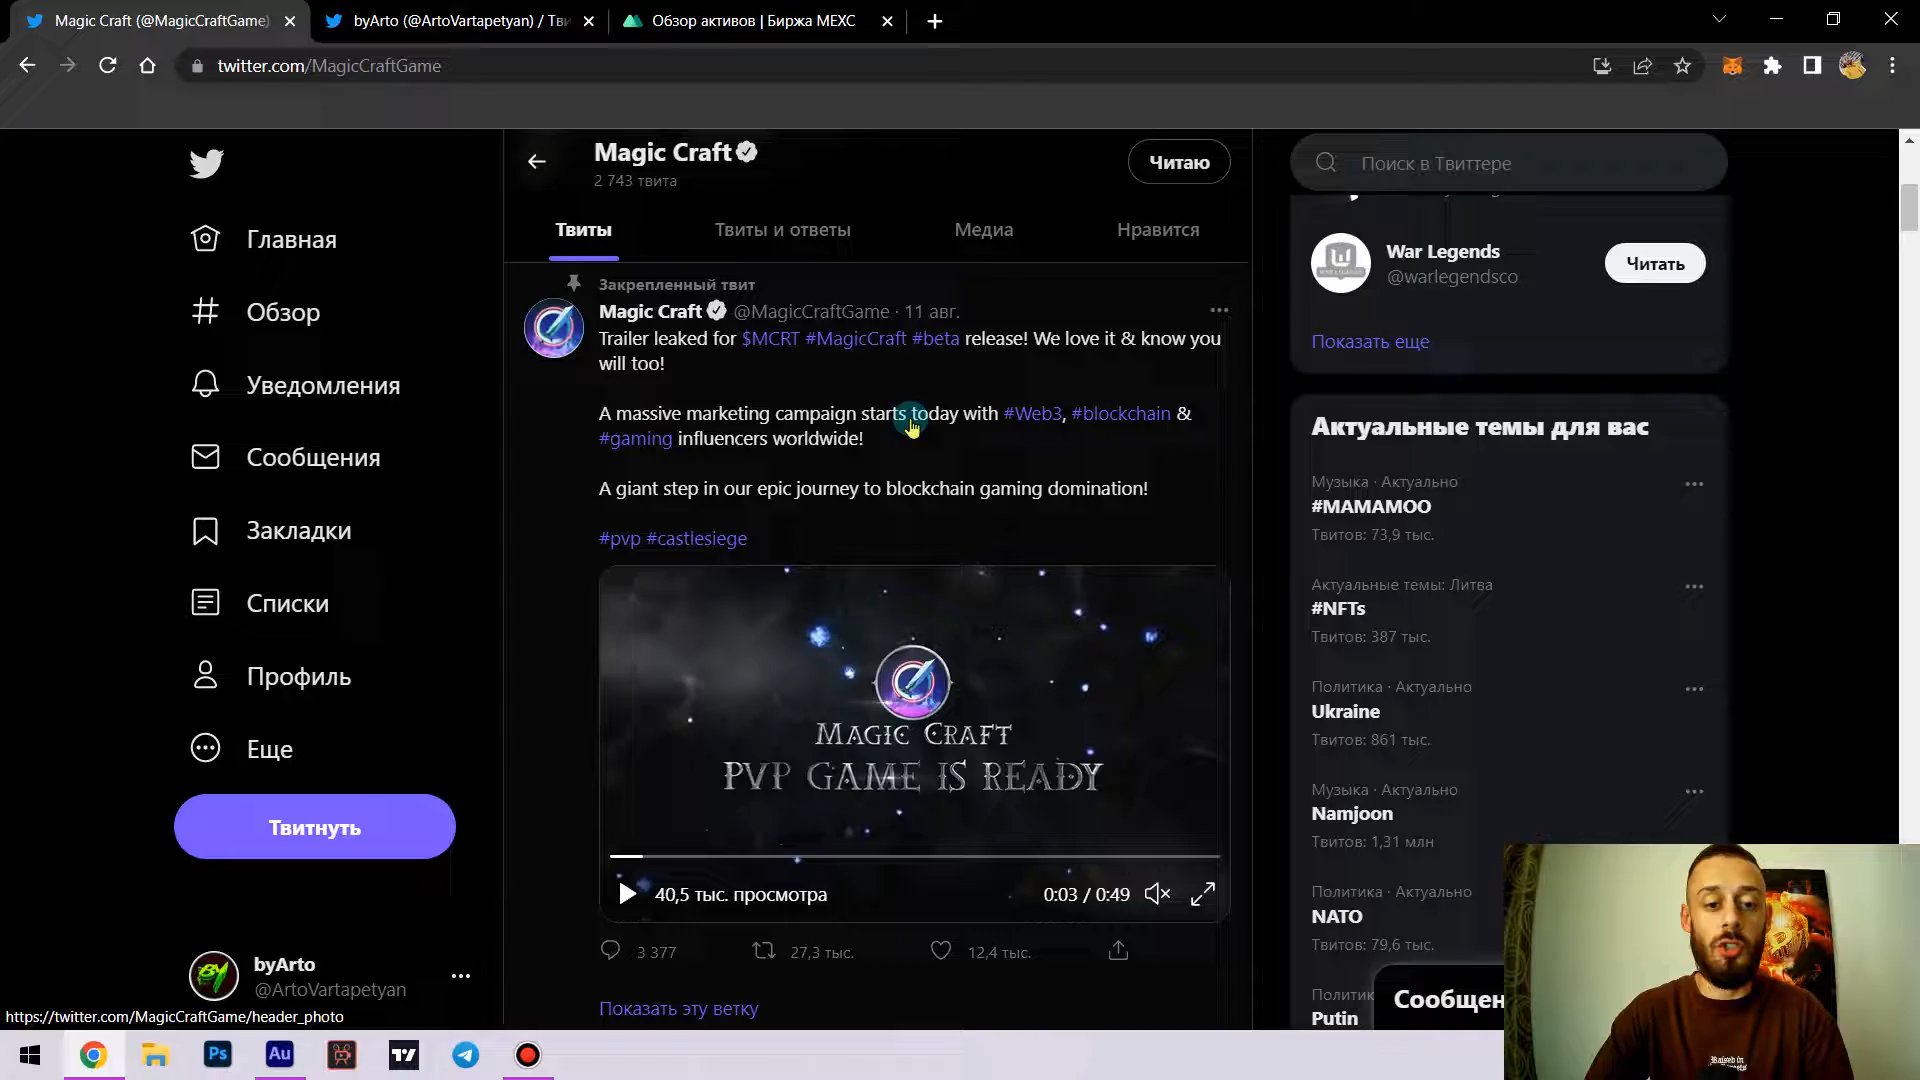 Magic Craft (@MagicCraftGame)
byArto (@ArtoVartapetyan) / Тви
Обзор активов | Биржа MEXC
twitter.com/MagicCraftGame
Magic Craft
2 743 твита
Читаю
Поиск в Твиттере
Твиты
Твиты и ответы
Медиа
Нравится
Главная
Обзор
Уведомления
Сообщения
Закладки
Списки
Профиль
Еще
Твитнуть
byArto
@ArtoVartapetyan
Закрепленный твит
Magic Craft @MagicCraftGame · 11 авг.
Trailer leaked for $MCRT #MagicCraft #beta release! We love it & know you
will too!
A massive marketing campaign starts today with #Web3, #blockchain &
#gaming influencers worldwide!
A giant step in our epic journey to blockchain gaming domination!
#pvp #castlesiege
MAGIC CRAFT
PVP GAME IS READY
40,5 тыс. просмотра
0:03 / 0:49
3 377
27,3 тыс.
12,4 тыс.
Показать эту ветку
War Legends
@warlegendsco
Читать
Показать еще
Актуальные темы для вас
Музыка · Актуально
#MAMAMOO
Твитов: 73,9 тыс.
Актуальные темы: Литва
#NFTs
Твитов: 387 тыс.
Политика · Актуально
Ukraine
Твитов: 861 тыс.
Музыка · Актуально
Namjoon
Твитов: 1,31 млн
Политика · Актуально
NATO
Твитов: 79,6 тыс.
Политик
Putin
Сообщен
https://twitter.com/MagicCraftGame/header_photo
Ps
Au